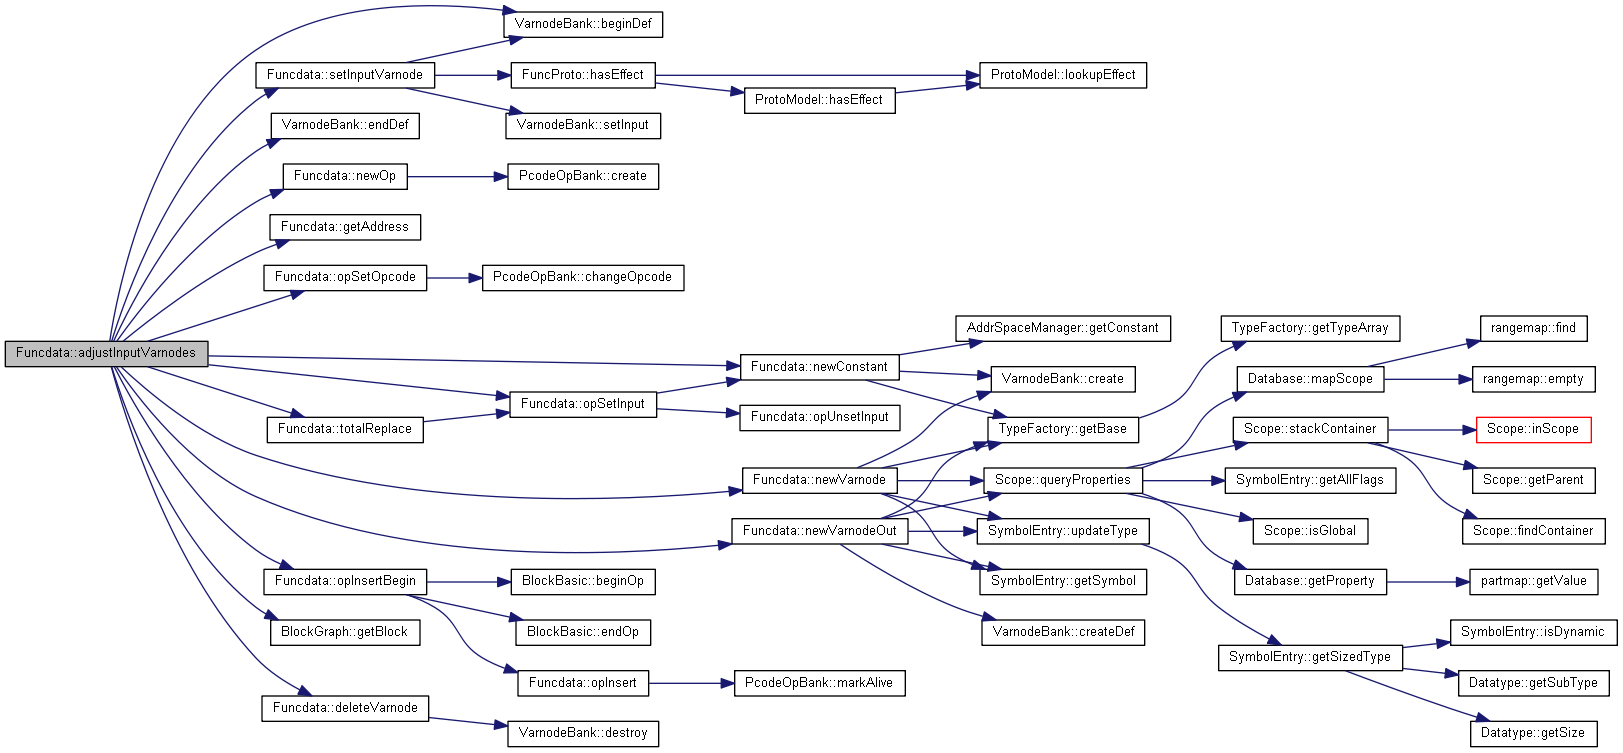 VarnodeBank::beginDef
Funcdata::setInputVarnode
FuncProto::hasEffect
ProtoModel::lookupEffect
ProtoModel::hasEffect
VarnodeBank::endDef
VarnodeBank::setInput
Funcdata::newOp
PcodeOpBank::create
Funcdata::getAddress
Funcdata::opSetOpcode
PcodeOpBank::changeOpcode
AddrSpaceManager::getConstant
TypeFactory::getTypeArray
rangemap::find
Funcdata::adjustInputVarnodes
Funcdata::newConstant
VarnodeBank::create
Database::mapScope
rangemap::empty
Funcdata::opSetInput
Funcdata::opUnsetInput
Funcdata::totalReplace
TypeFactory::getBase
Scope::stackContainer
Scope::inScope
Funcdata::newVarnode
Scope::queryProperties
SymbolEntry::getAllFlags
Scope::getParent
Funcdata::newVarnodeOut
SymbolEntry::updateType
Scope::isGlobal
Scope::findContainer
Funcdata::opInsertBegin
BlockBasic::beginOp
SymbolEntry::getSymbol
Database::getProperty
partmap::getValue
BlockGraph::getBlock
BlockBasic::endOp
VarnodeBank::createDef
SymbolEntry::isDynamic
SymbolEntry::getSizedType
Funcdata::opInsert
PcodeOpBank::markAlive
Datatype::getSubType
Funcdata::deleteVarnode
VarnodeBank::destroy
Datatype::getSize